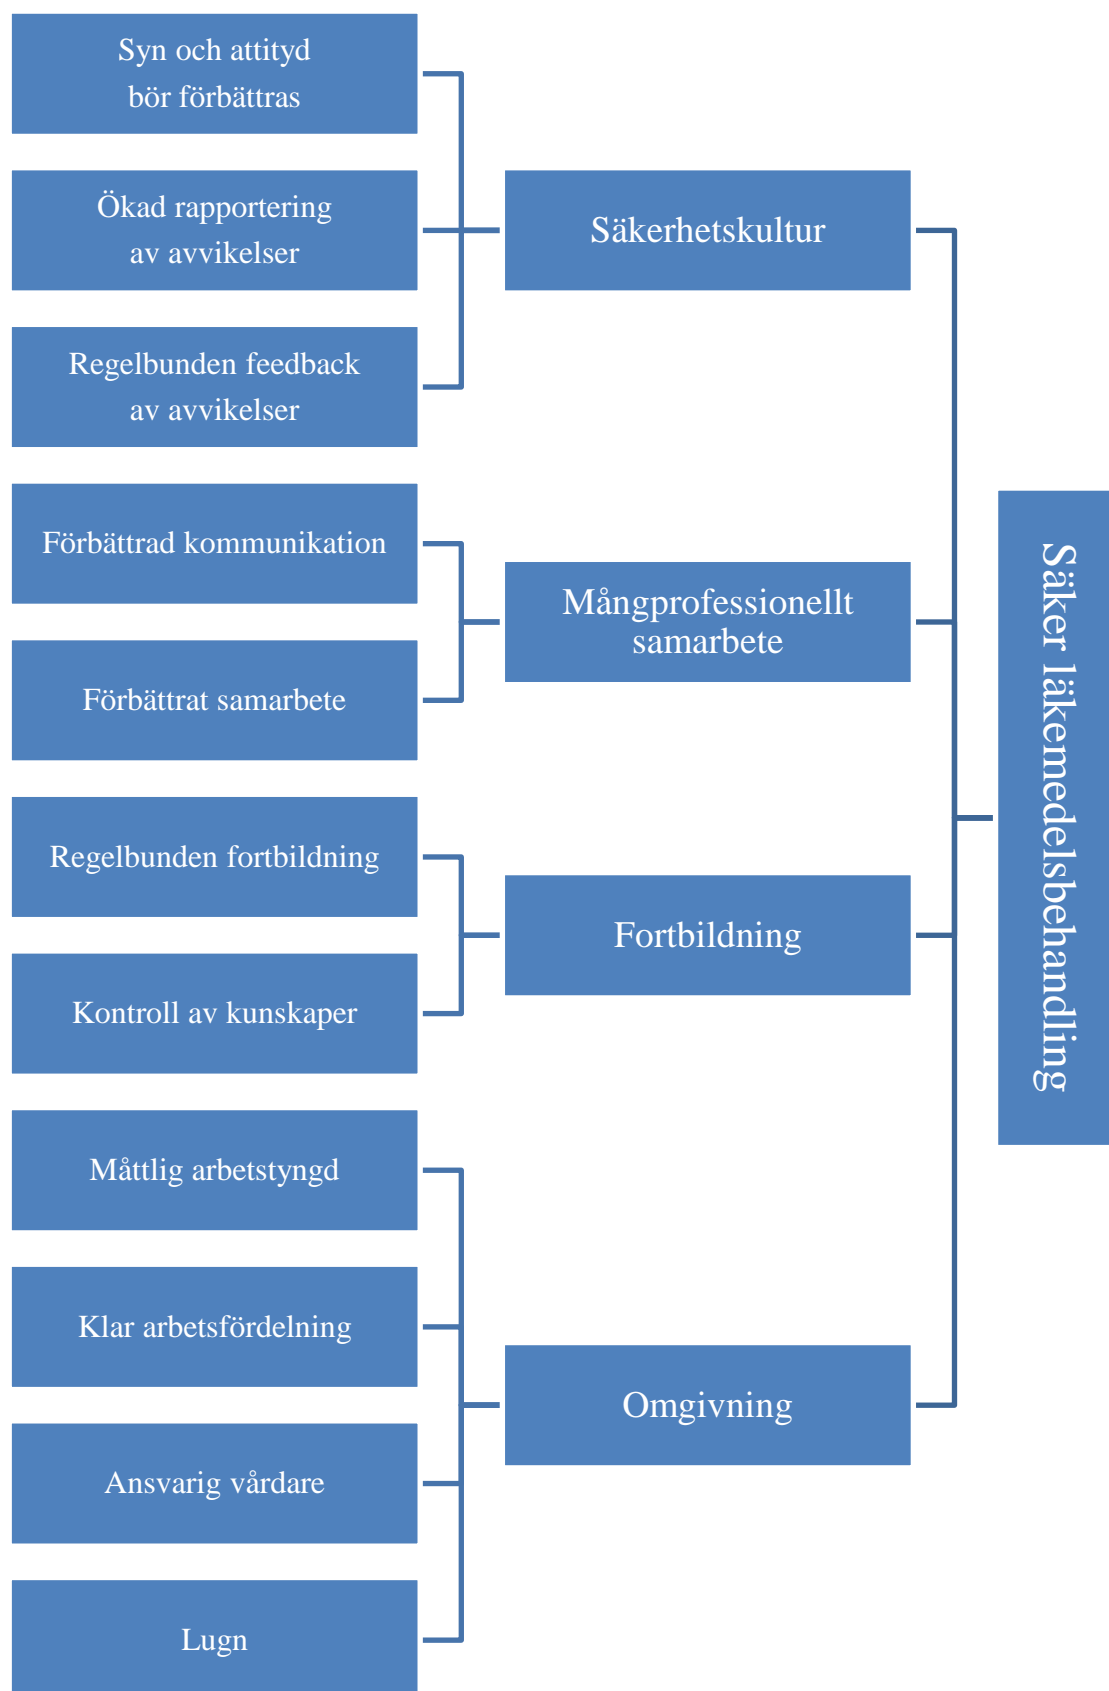 Syn och attityd
bör förbättras
Ökad rapportering
av avvikelser
Regelbunden feedback
av avvikelser
Säkerhetskultur
Förbättrad kommunikation
Förbättrat samarbete
Mångprofessionellt
samarbete
Regelbunden fortbildning
Kontroll av kunskaper
Fortbildning
Måttlig arbetstyngd
Klar arbetsfördelning
Ansvarig vårdare
Lugn
Omgivning
Säker läkemedelsbehandling